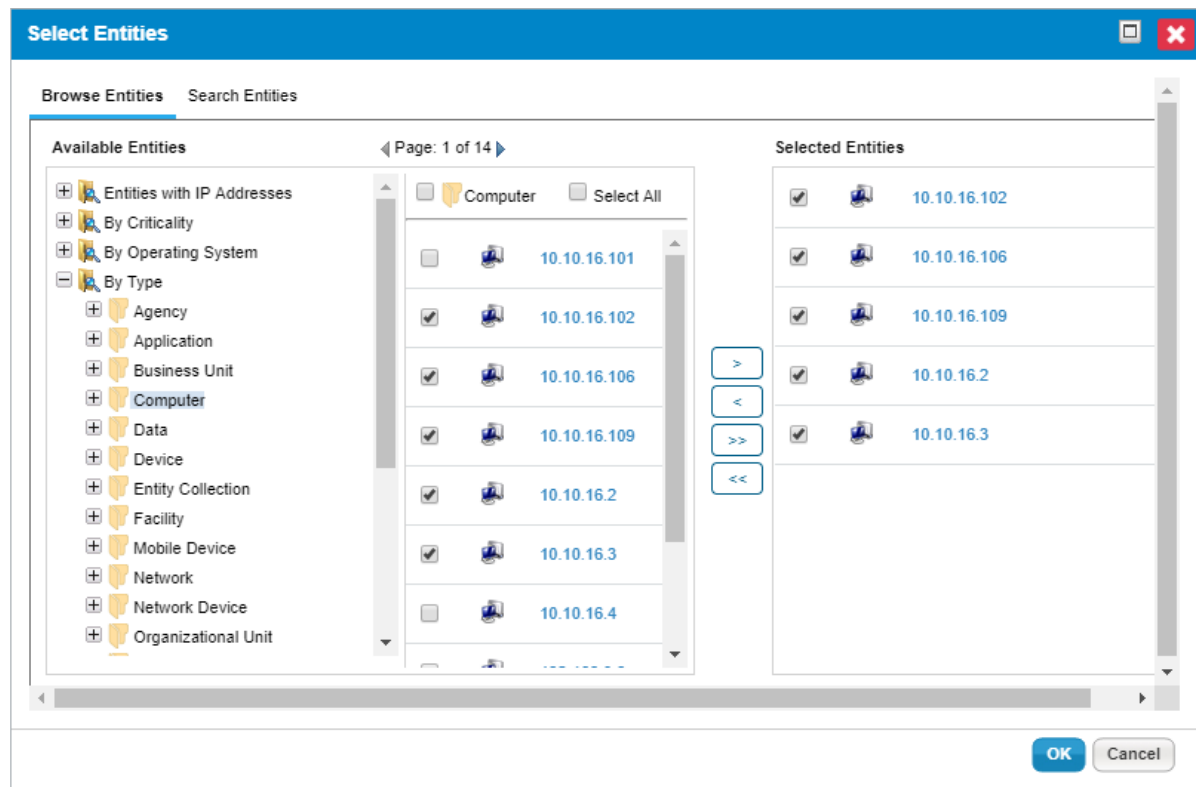 Select Entities
Browse Entities Search Entities
Available Entities
Page: 1 of 14
Selected Entities
Entities with IP Addresses
By Criticality
By Operating System
By Type
Agency
Application
Business Unit
Computer
Data
Device
Entity Collection
Facility
Mobile Device
Network
Network Device
Organizational Unit
Computer Select All
10.10.16.101
10.10.16.102
10.10.16.106
10.10.16.109
10.10.16.2
10.10.16.3
10.10.16.4
>
<
>>
<<
10.10.16.102
10.10.16.106
10.10.16.109
10.10.16.2
10.10.16.3
OK Cancel